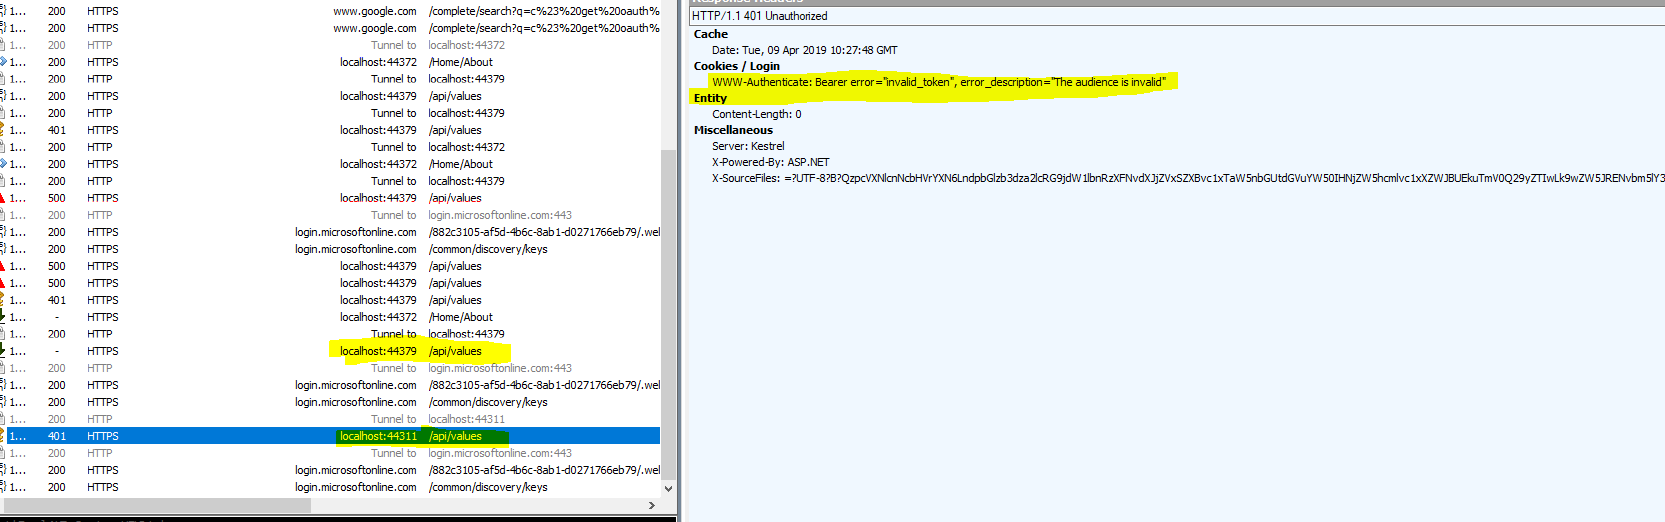 1... 200 HTTPS www.google.com /complete/search?q=c%23%20get%20oauth%
1... 200 HTTPS www.google.com /complete/search?q=c%23%20get%20oauth%
1... 200 HTTP Tunnel to localhost:44372
1... 200 HTTPS localhost:44372 /Home/About
1... 200 HTTP Tunnel to localhost:44379
1... 200 HTTPS localhost:44379 /api/values
1... 200 HTTP Tunnel to localhost:44379
1... 401 HTTPS localhost:44379 /api/values
1... 200 HTTP Tunnel to localhost:44372
1... 200 HTTPS localhost:44372 /Home/About
1... 200 HTTP Tunnel to localhost:44379
1... 500 HTTPS localhost:44379 /api/values
1... 200 HTTP Tunnel to login.microsoftonline.com:443
1... 200 HTTPS login.microsoftonline.com /882c3105-af5d-4b6c-8ab1-d0271766eb79/.wel
1... 200 HTTPS login.microsoftonline.com /common/discovery/keys
1... 500 HTTPS localhost:44379 /api/values
1... 500 HTTPS localhost:44379 /api/values
1... 401 HTTPS localhost:44379 /api/values
1... - HTTPS localhost:44372 /Home/About
1... 200 HTTP Tunnel to localhost:44379
1... - HTTPS localhost:44379 /api/values
1... 200 HTTP Tunnel to login.microsoftonline.com:443
1... 200 HTTPS login.microsoftonline.com /882c3105-af5d-4b6c-8ab1-d0271766eb79/.wel
1... 200 HTTPS login.microsoftonline.com /common/discovery/keys
1... 200 HTTP Tunnel to localhost:44311
1... 401 HTTPS localhost:44311 /api/values
1... 200 HTTP Tunnel to login.microsoftonline.com:443
1... 200 HTTPS login.microsoftonline.com /882c3105-af5d-4b6c-8ab1-d0271766eb79/.wel
1... 200 HTTPS login.microsoftonline.com /common/discovery/keys
Response Headers
HTTP/1.1 401 Unauthorized
Cache
Date: Tue, 09 Apr 2019 10:27:48 GMT
Cookies / Login
WWW-Authenticate: Bearer error="invalid_token", error_description="The audience is invalid"
Entity
Content-Length: 0
Miscellaneous
Server: Kestrel
X-Powered-By: ASP.NET
X-SourceFiles: